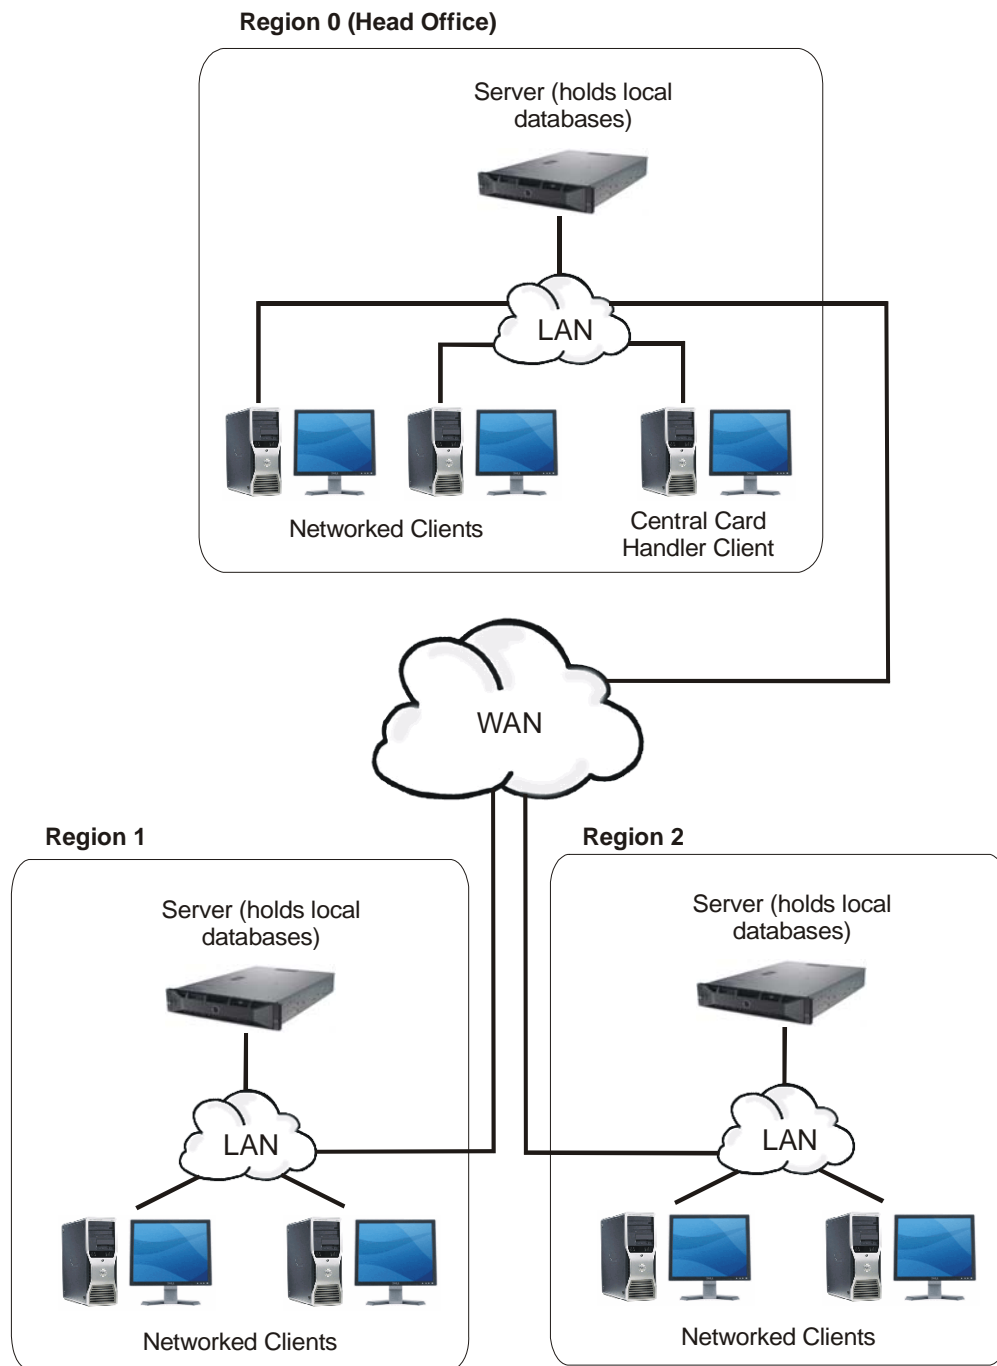 Region 0 (Head Office)
Server (holds local
databases)
LAN
Networked Clients
Central Card
Handler Client
WAN
Region 1
Region 2
Server (holds local
databases)
Server (holds local
databases)
LAN
LAN
Networked Clients
Networked Clients